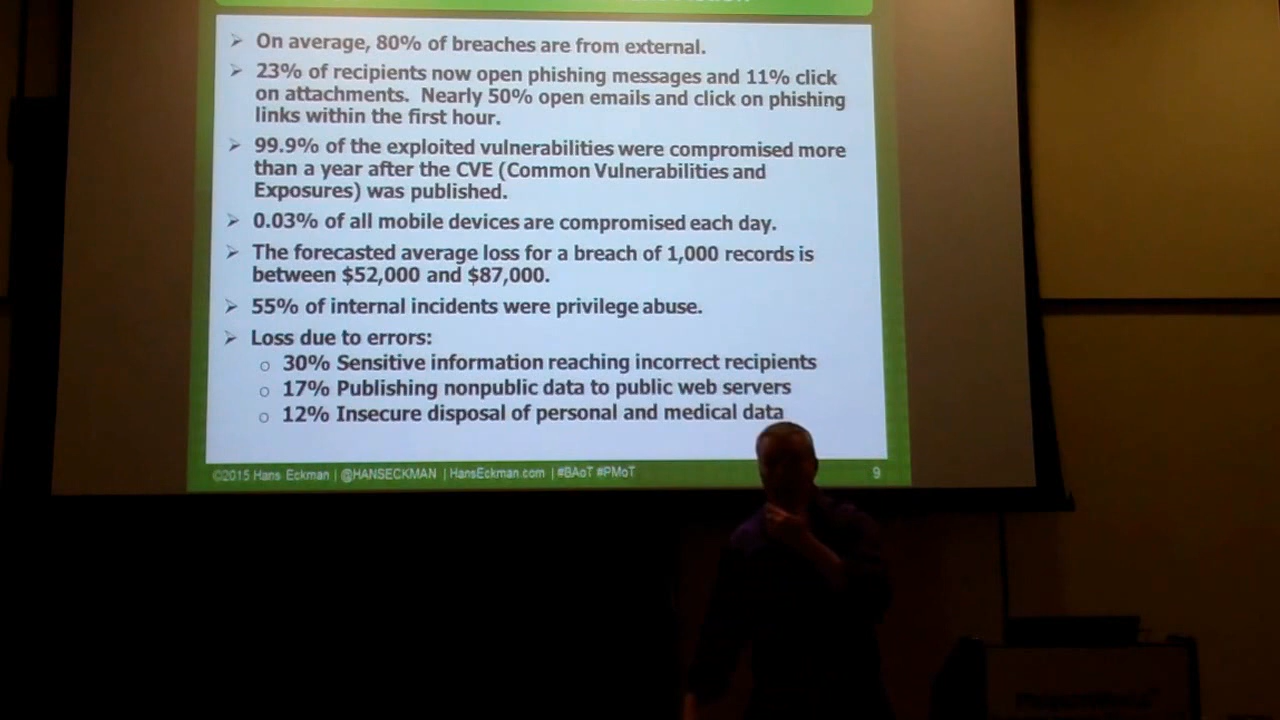 ➢ On average, 80% of breaches are from external.
➢ 23% of recipients now open phishing messages and 11% click
on attachments. Nearly 50% open emails and click on phishing
links within the first hour.
➢ 99.9% of the exploited vulnerabilities were compromised more
than a year after the CVE (Common Vulnerabilities and
Exposures) was published.
➢ 0.03% of all mobile devices are compromised each day.
➢ The forecasted average loss for a breach of 1,000 records is
between $52,000 and $87,000.
➢ 55% of internal incidents were privilege abuse.
➢ Loss due to errors:
o 30% Sensitive information reaching incorrect recipients
o 17% Publishing nonpublic data to public web servers
o 12% Insecure disposal of personal and medical data
©2015 Hans Eckman | @HANSECKMAN | HansEckman.com | #BAoT #PMoT
9